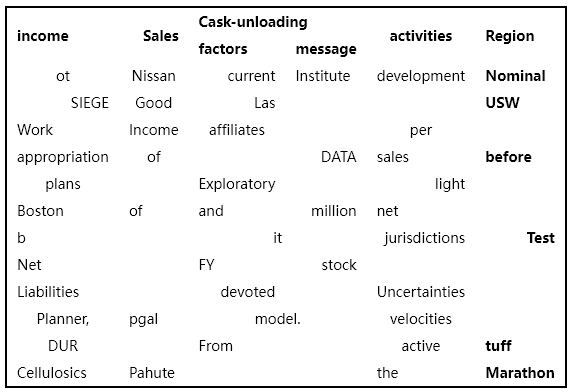 income Sales Cask-unloading activities Region
factors message
ot Nissan current Institute development Nominal
SIEGE Good Las USW
Work Income affiliates per
appropriation of DATA sales before
plans Exploratory light
Boston of and million net
b it jurisdictions Test
Net FY stock
Liabilities devoted Uncertainties
Planner, pgal model. velocities
DUR From active tuff
Cellulosics Pahute the Marathon